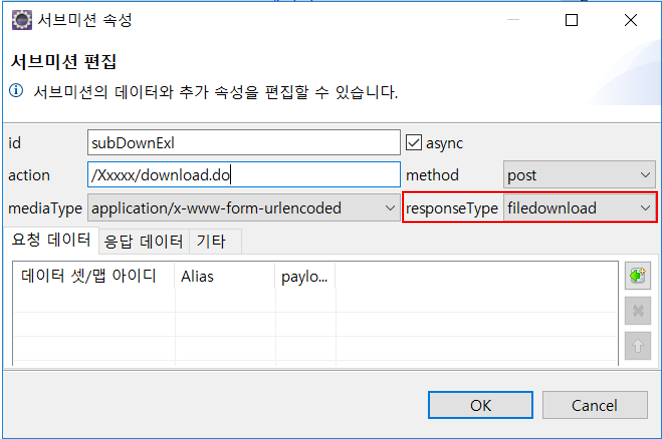 서브미션 속성
서브미션 편집
서브미션의 데이터와 추가 속성을 편집할 수 있습니다.
id subDownExl async
action /Xxxxx/download.do method post
mediaType application/x-www-form-urlencoded responseType filedownload
요청 데이터 응답 데이터 기타
데이터 셋/맵 아이디 Alias paylo...
OK Cancel